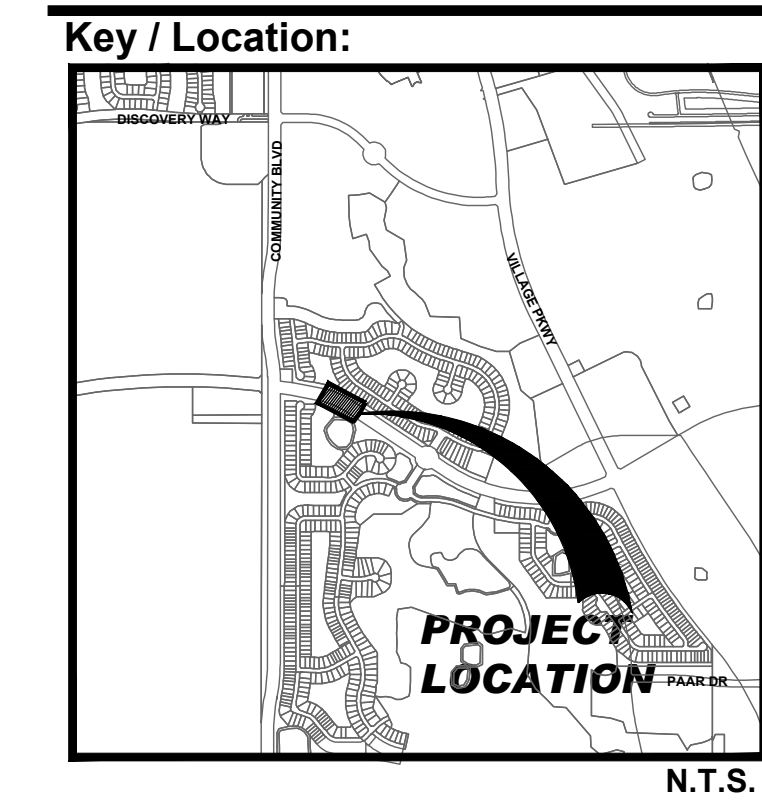 Key / Location:
DISCOVERY WAY
COMMUNITY BLVD
VILLAGE PKWY
PROJECT
LOCATION
PAAR DR
N.T.S.